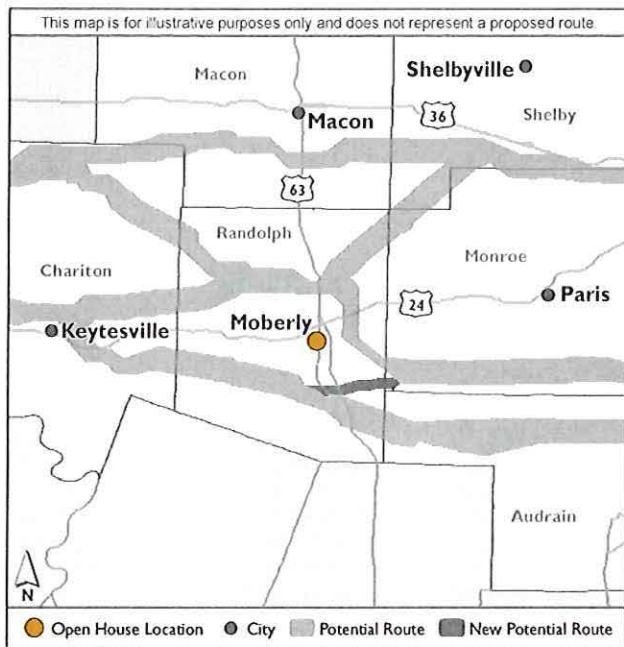 This map is for illustrative purposes only and does not represent a proposed route.
Macon
Shelbyville
Macon
36
Shelby
63
Randolph
Monroe
Chariton
24
Paris
Keytesville
Moberly
Audrain
N
Open House Location City Potential Route New Potential Route